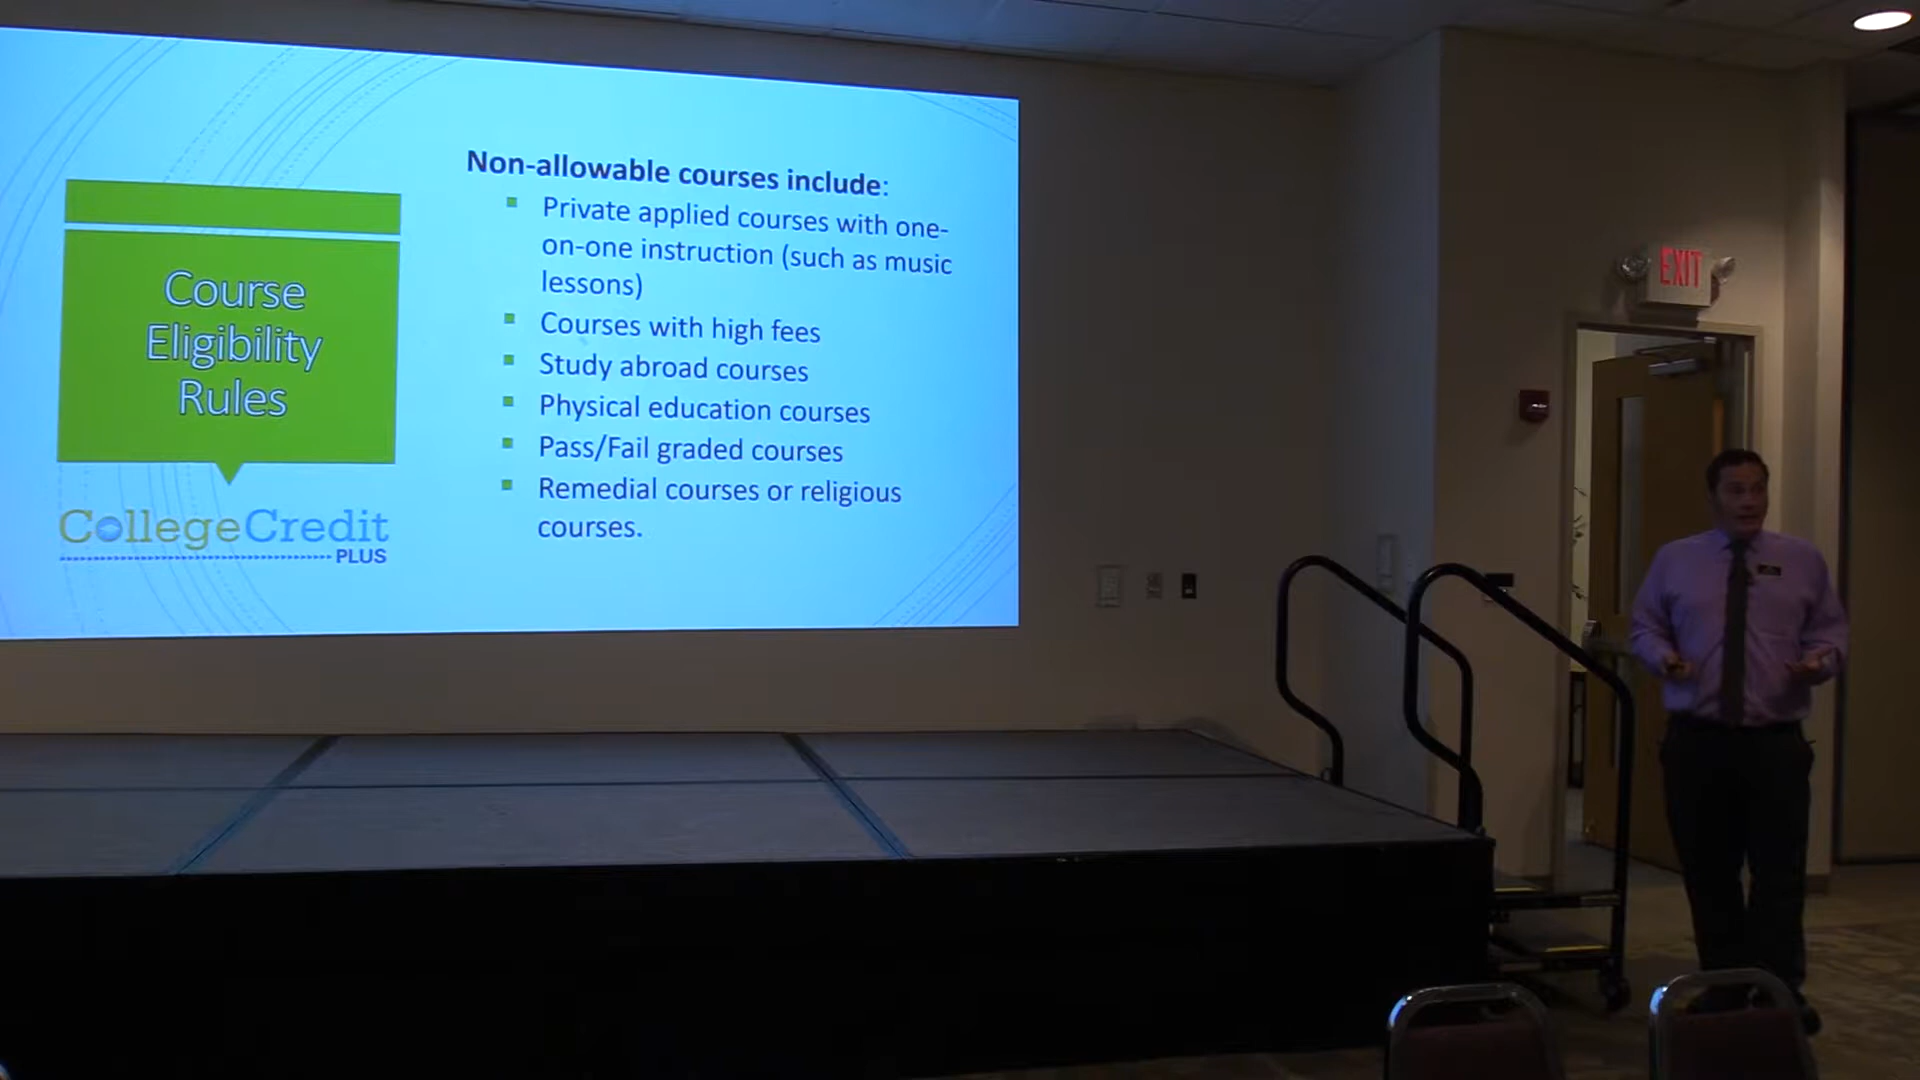 Non-allowable courses include:
Private applied courses with one-
on-one instruction (such as music
lessons)
Courses with high fees
Study abroad courses
Physical education courses
Pass/Fail graded courses
Remedial courses or religious
courses.
Course
Eligibility
Rules
CollegeCredit
PLUS
EXIT